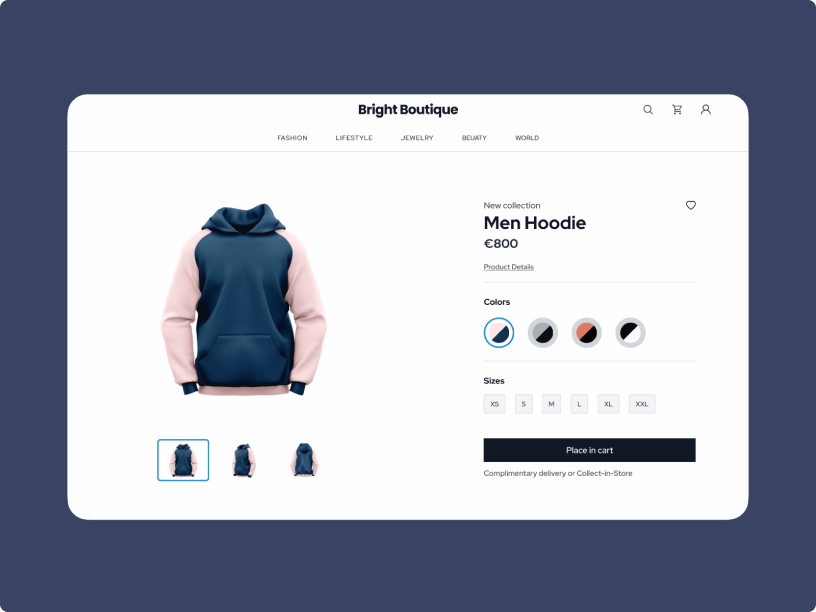 Bright Boutique
FASHION LIFESTYLE JEWELRY BEUATY WORLD
New collection
Men Hoodie
€800
Product Details
Colors
Sizes
XS S M L XL XXL
Place in cart
Complimentary delivery or Collect-in-Store